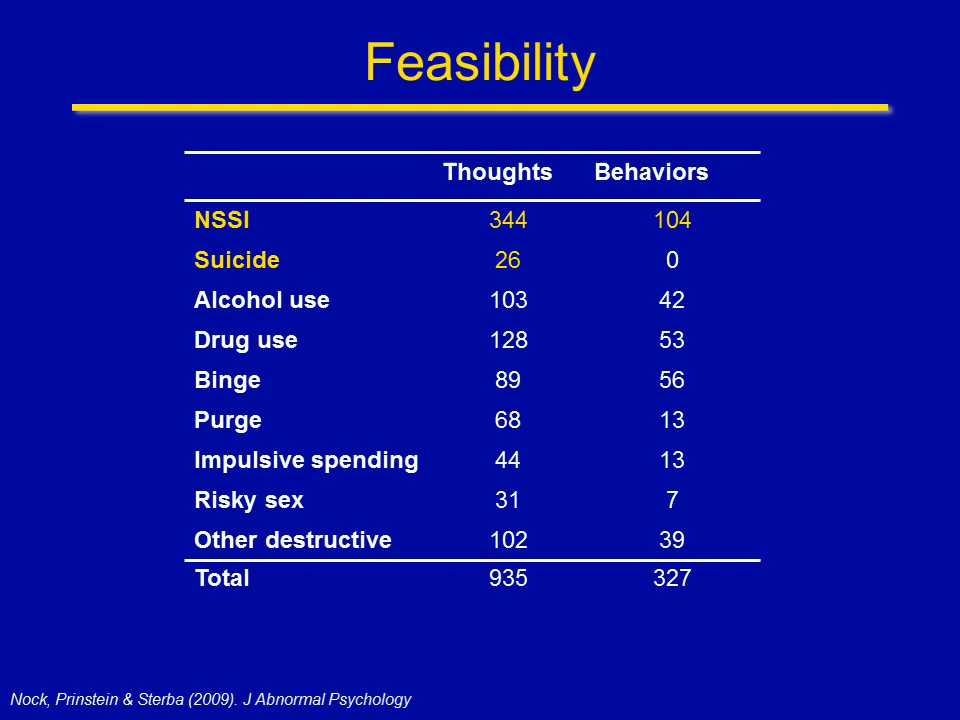 Feasibility
Thoughts Behaviors
NSSI 344 104
Suicide 26 0
Alcohol use 103 42
Drug use 128 53
Binge 89 56
Purge 68 13
Impulsive spending 44 13
Risky sex 31 7
Other destructive 102 39
Total 935 327
Nock, Prinstein & Sterba (2009). J Abnormal Psychology